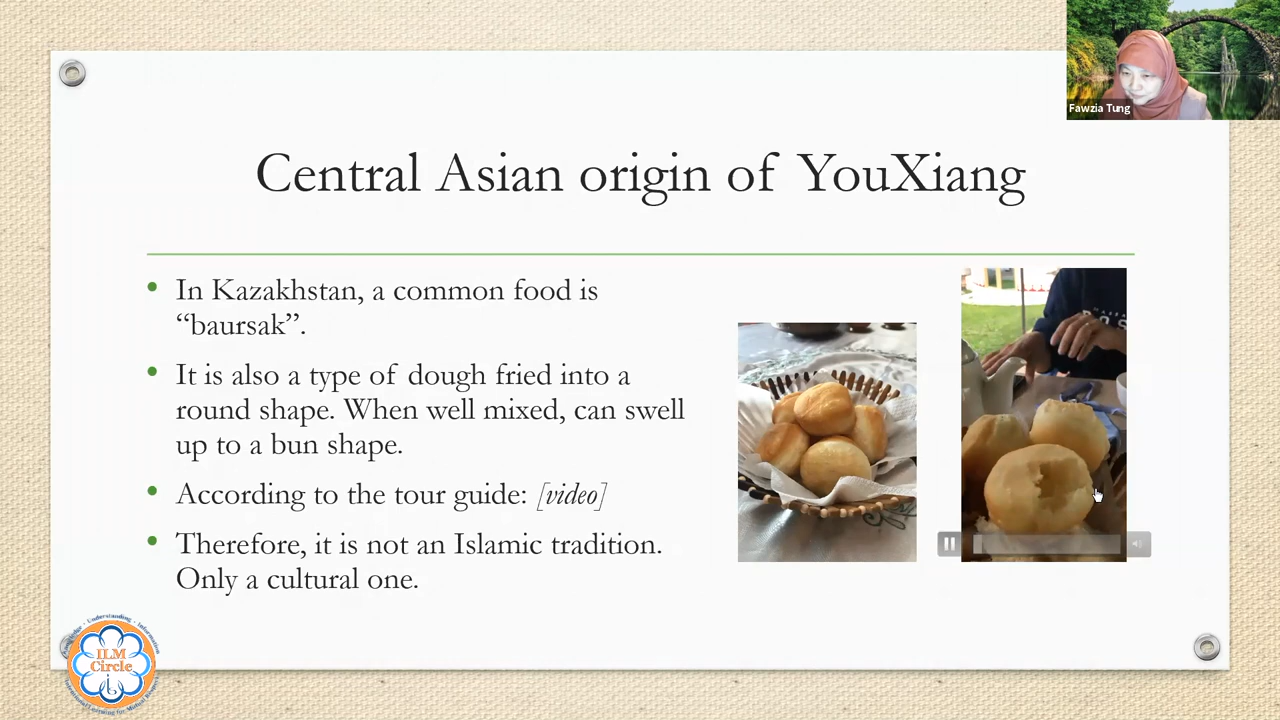 Fawzia Tung
Central Asian origin of YouXiang
• In Kazakhstan, a common food is
“baursak”.
• It is also a type of dough fried into a
round shape. When well mixed, can swell
up to a bun shape.
• According to the tour guide: [video]
• Therefore, it is not an Islamic tradition.
Only a cultural one.
ILM
Circle